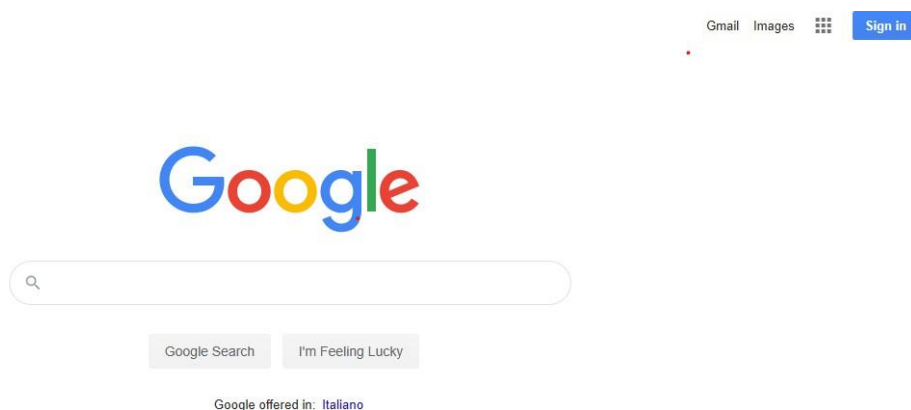 Gmail Images Sign in
Google
Google Search I'm Feeling Lucky
Google offered in: Italiano